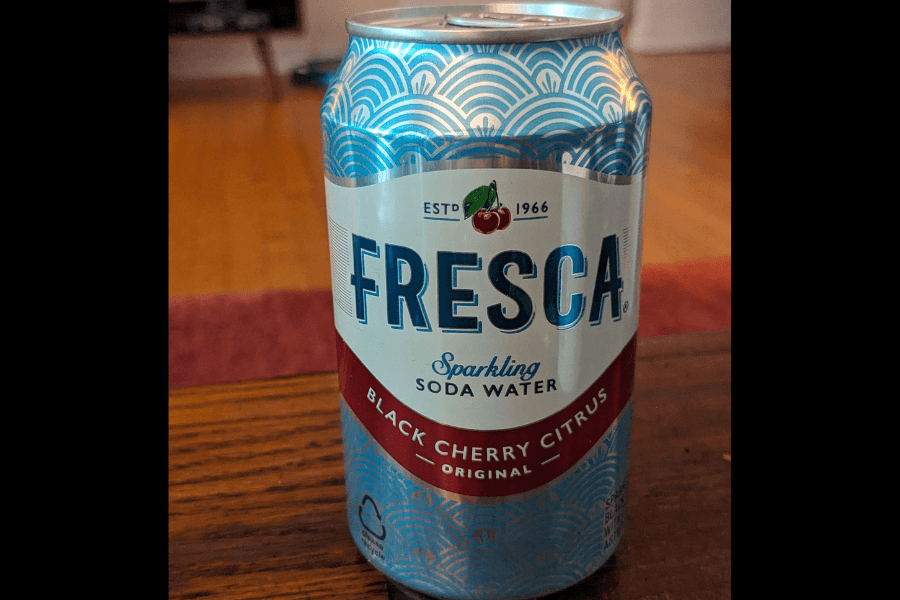 ESTD 1966
FRESCA®
Sparkling
SODA WATER
BLACK CHERRY CITRUS
ORIGINAL